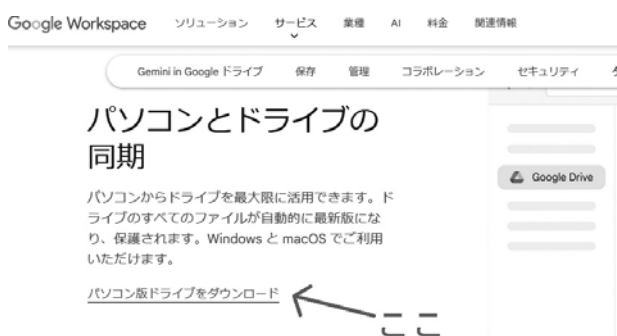 Google Workspace ソリューション サービス 業種 AI 料金 関連情報
Gemini in Google ドライブ 保存 管理 コラボレーション セキュリティ
パソコンとドライブの
同期
パソコンからドライブを最大限に活用できます。ド
ライブのすべてのファイルが自動的に最新版にな
り、保護されます。Windows と macOS でご利用
いただけます。
パソコン版ドライブをダウンロード
ここ
Google Drive